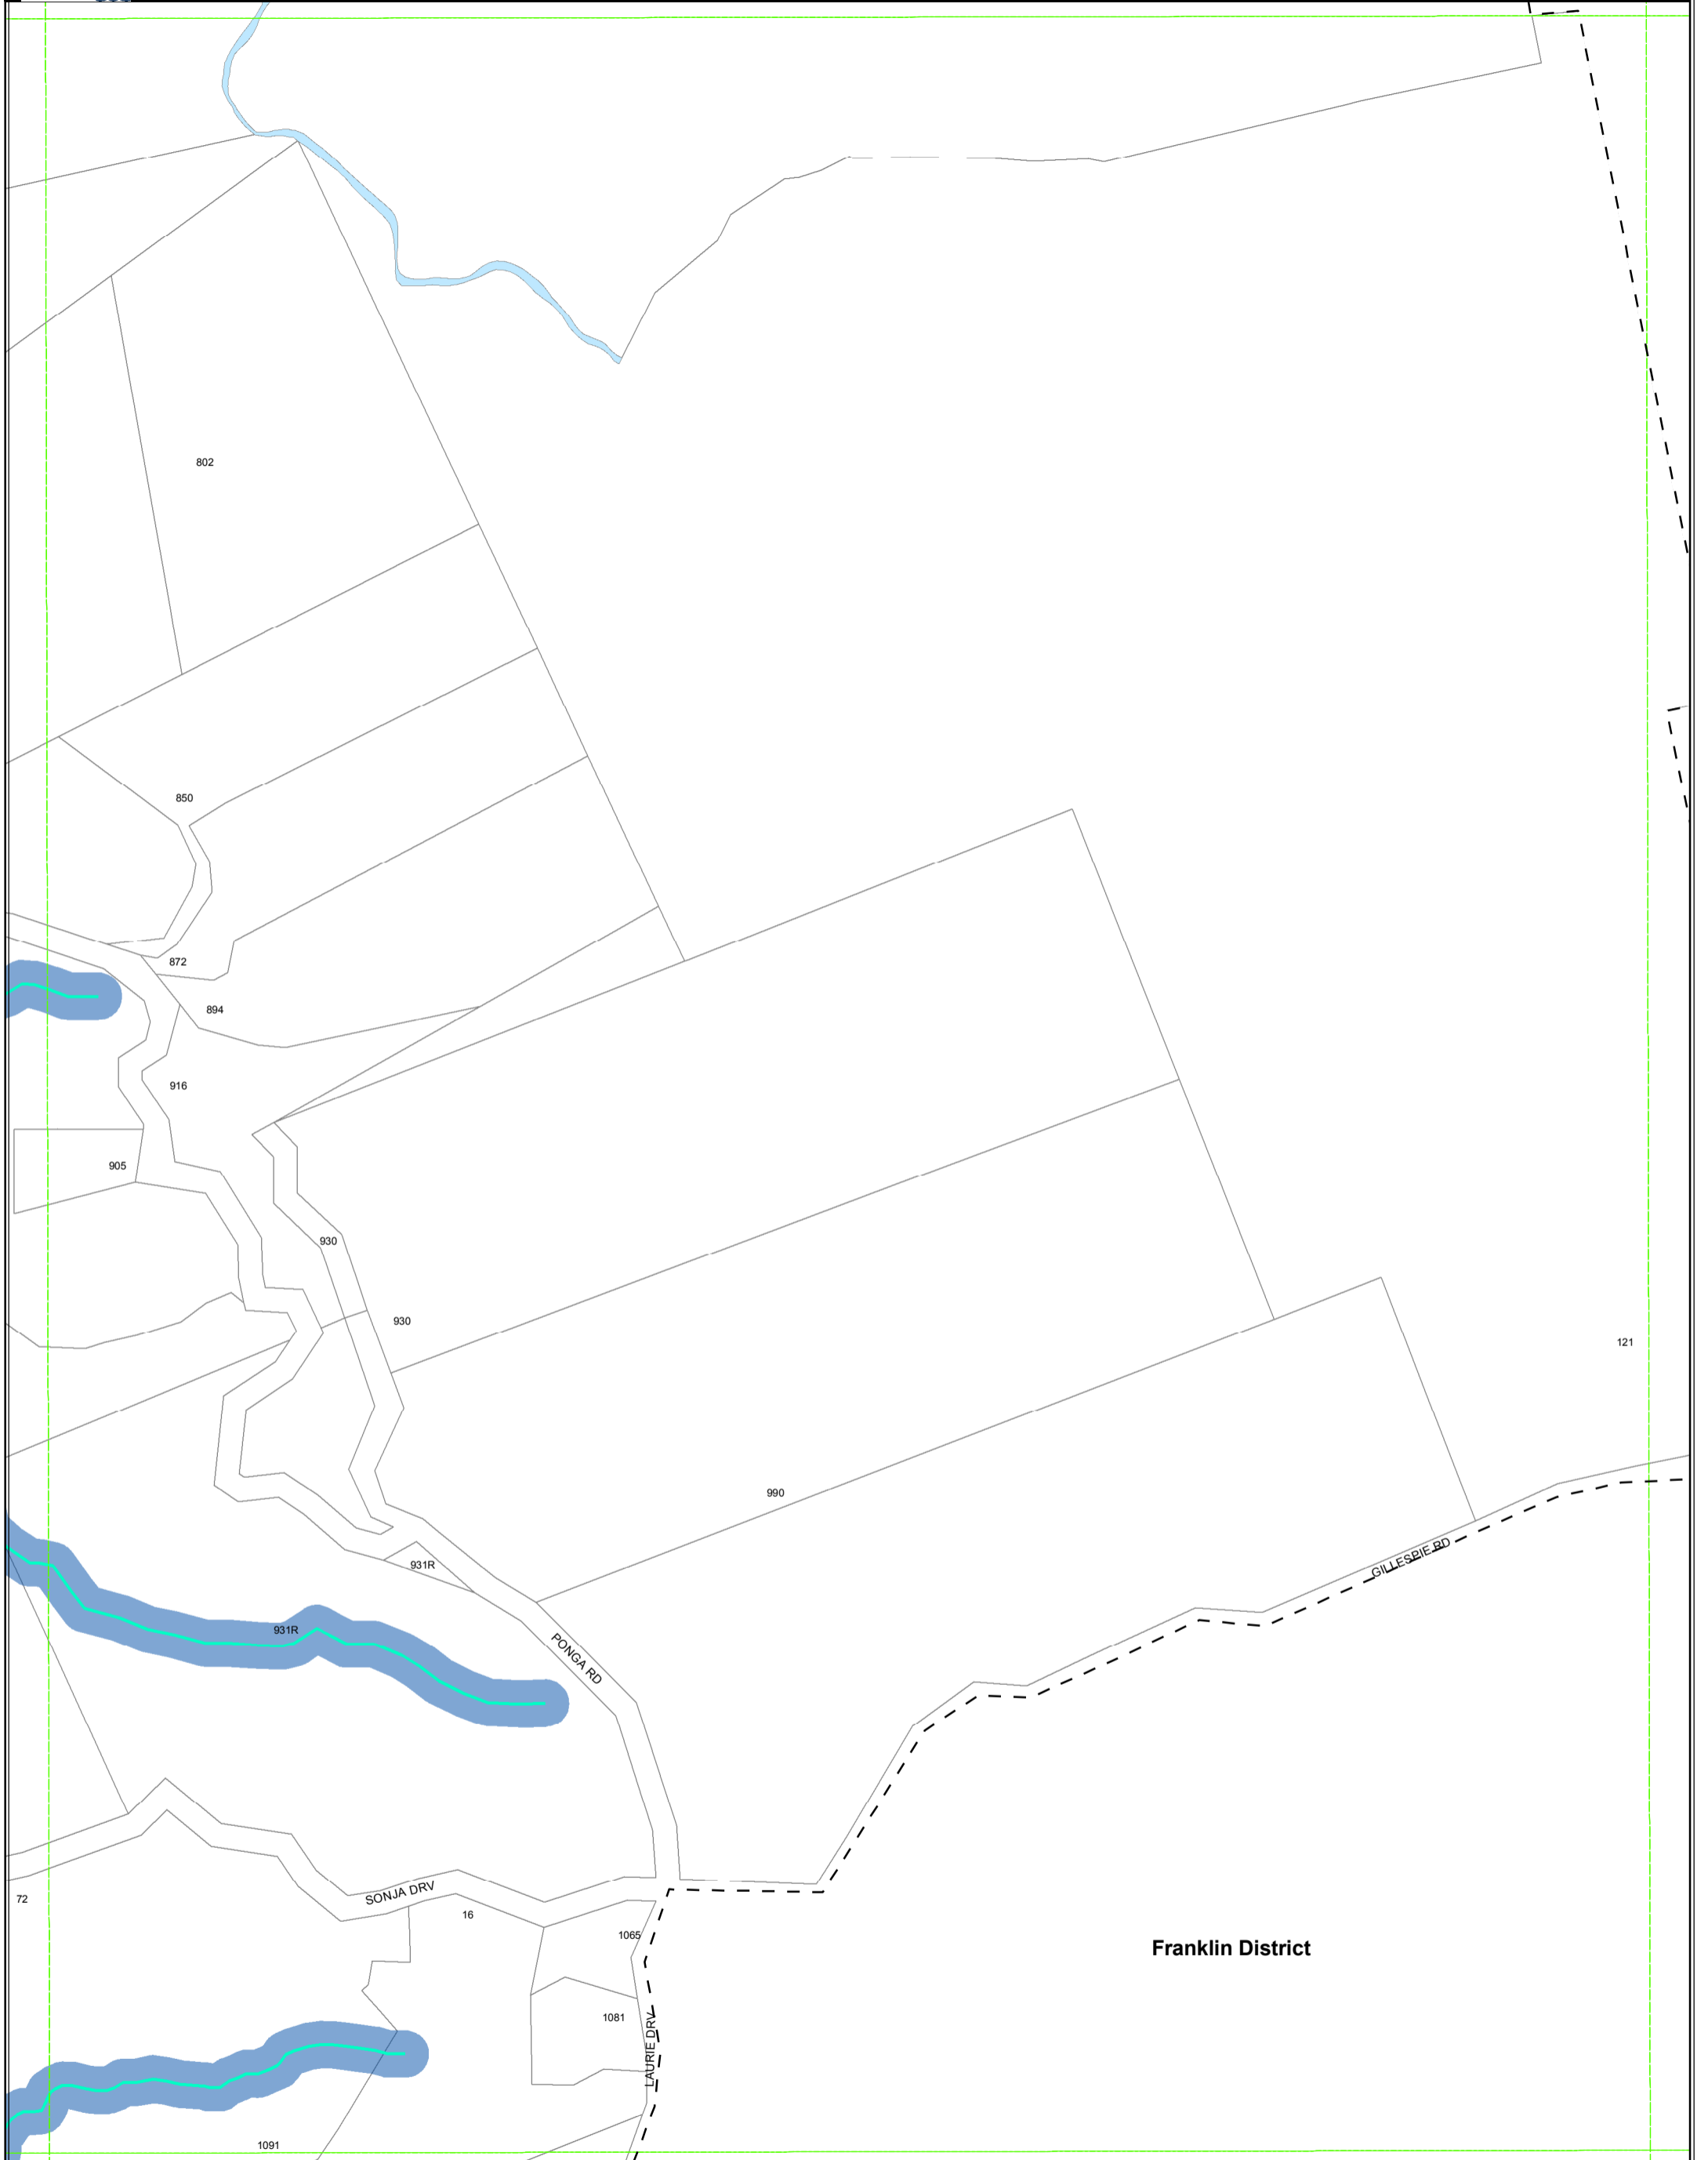 802
850
872
894
916
905
930
930
121
990
931R
GILLESPIE RD
931R
PONGA RD
SONJA DRV
72
16
1065
Franklin District
1081
LAURIE DRV
1091